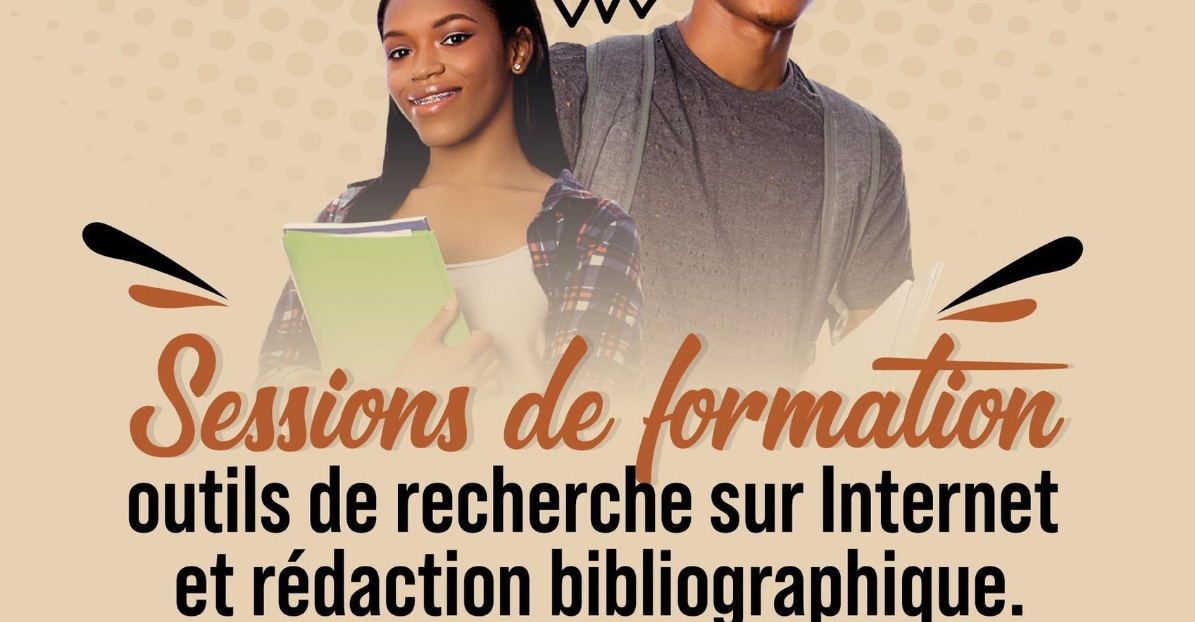 Sessions de formation
outils de recherche sur Internet
et rédaction bibliographique.